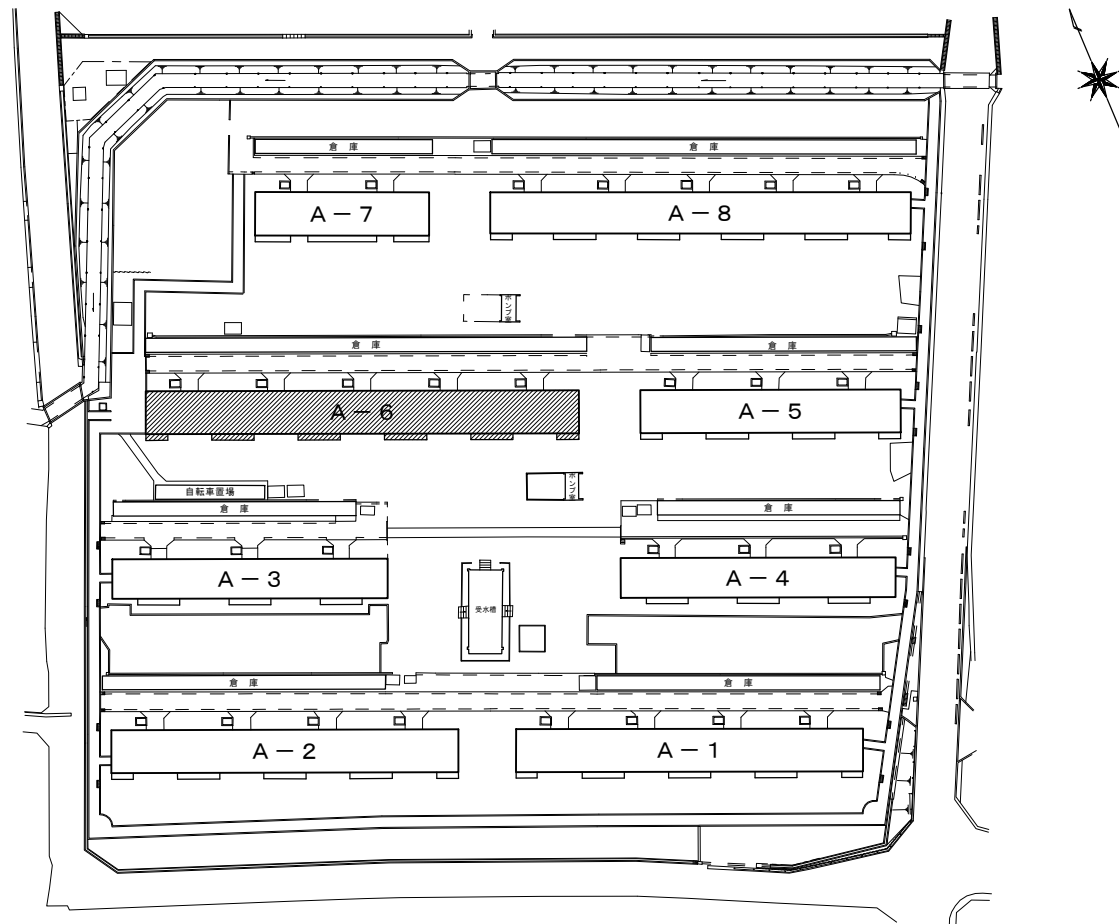 倉 庫
倉 庫
A－7
A－8
ポンプ室
倉 庫
倉 庫
A－6
A－5
ポンプ室
自転車置場
倉 庫
倉 庫
A－3
A－4
受水槽
倉 庫
倉 庫
A－2
A－1